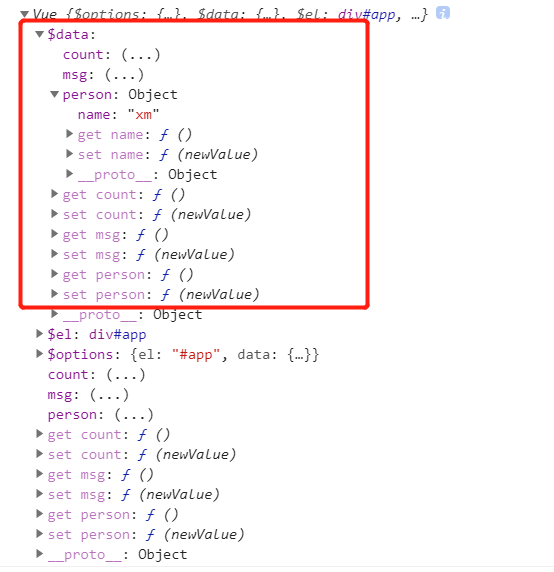 Vue {$options: {…}, $data: {…}, $el: div#app, …} i
$data:
count: (...)
msg: (...)
person: Object
name: "xm"
get name: ƒ ()
set name: ƒ (newValue)
__proto__: Object
get count: ƒ ()
set count: ƒ (newValue)
get msg: ƒ ()
set msg: ƒ (newValue)
get person: ƒ ()
set person: ƒ (newValue)
__proto__: Object
$el: div#app
$options: {el: "#app", data: {…}}
count: (...)
msg: (...)
person: (...)
get count: ƒ ()
set count: ƒ (newValue)
get msg: ƒ ()
set msg: ƒ (newValue)
get person: ƒ ()
set person: ƒ (newValue)
__proto__: Object